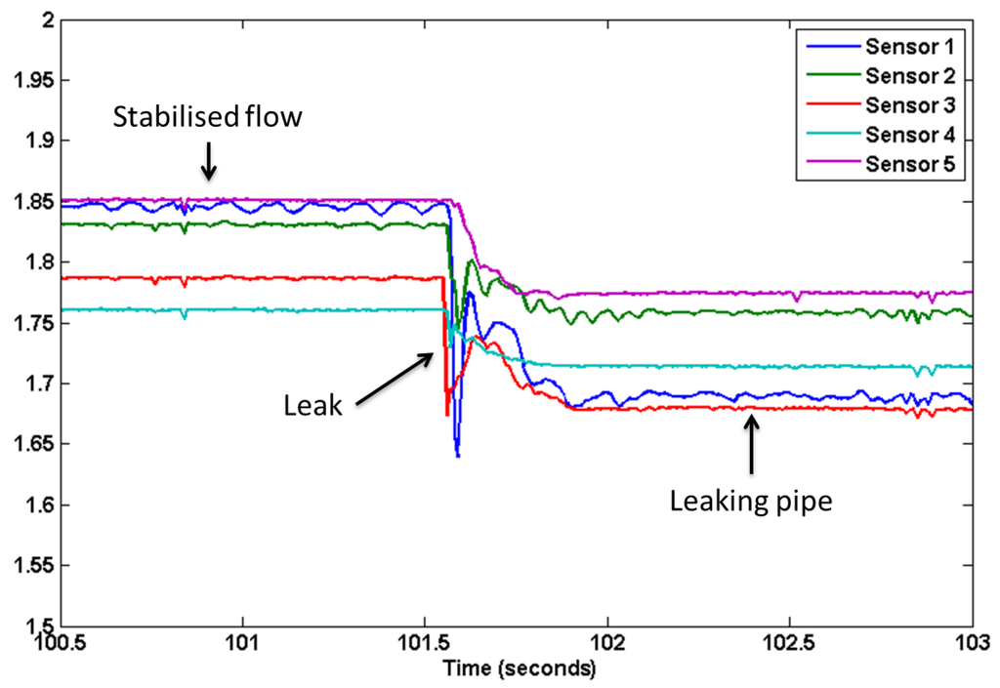 2
1.95
1.9
1.85
1.8
1.75
1.7
1.65
1.6
1.55
1.5
100.5 101 101.5 102 102.5 103
Time (seconds)
Stabilised flow
Leak
Leaking pipe
Sensor 1
Sensor 2
Sensor 3
Sensor 4
Sensor 5